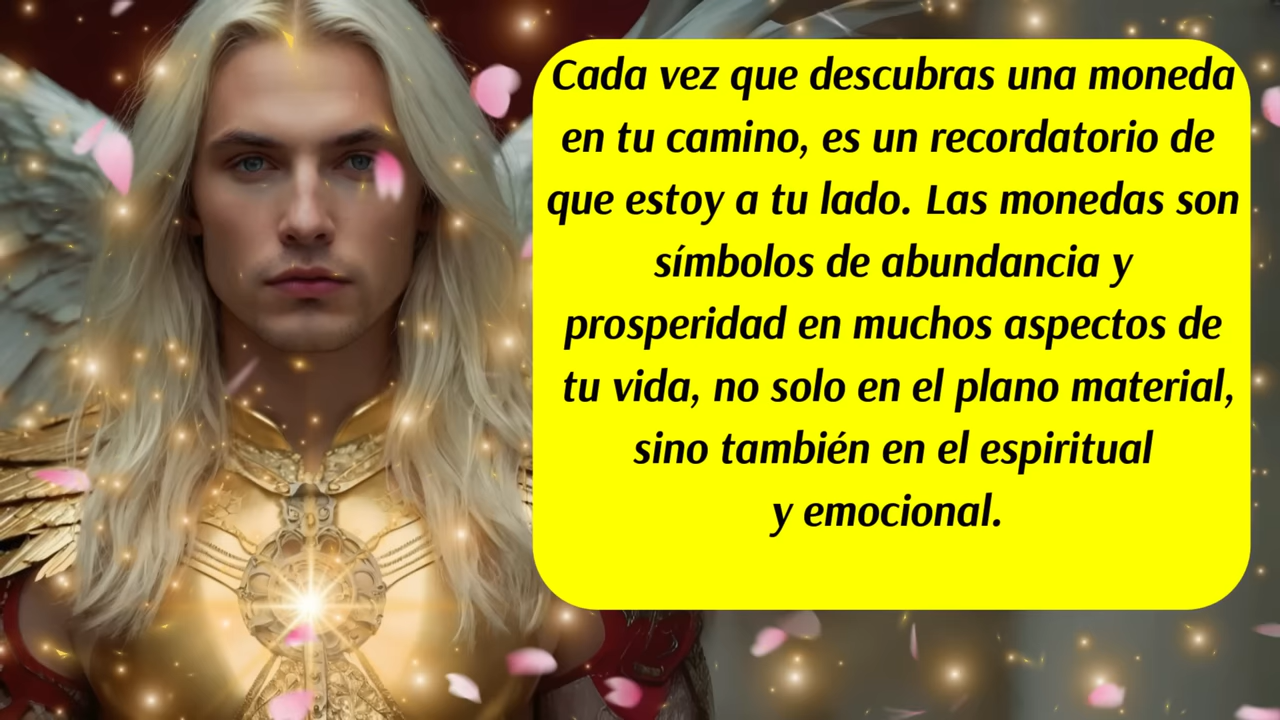 Cada vez que descubras una moneda
en tu camino, es un recordatorio de
que estoy a tu lado. Las monedas son
símbolos de abundancia y
prosperidad en muchos aspectos de
tu vida, no solo en el plano material,
sino también en el espiritual
y emocional.